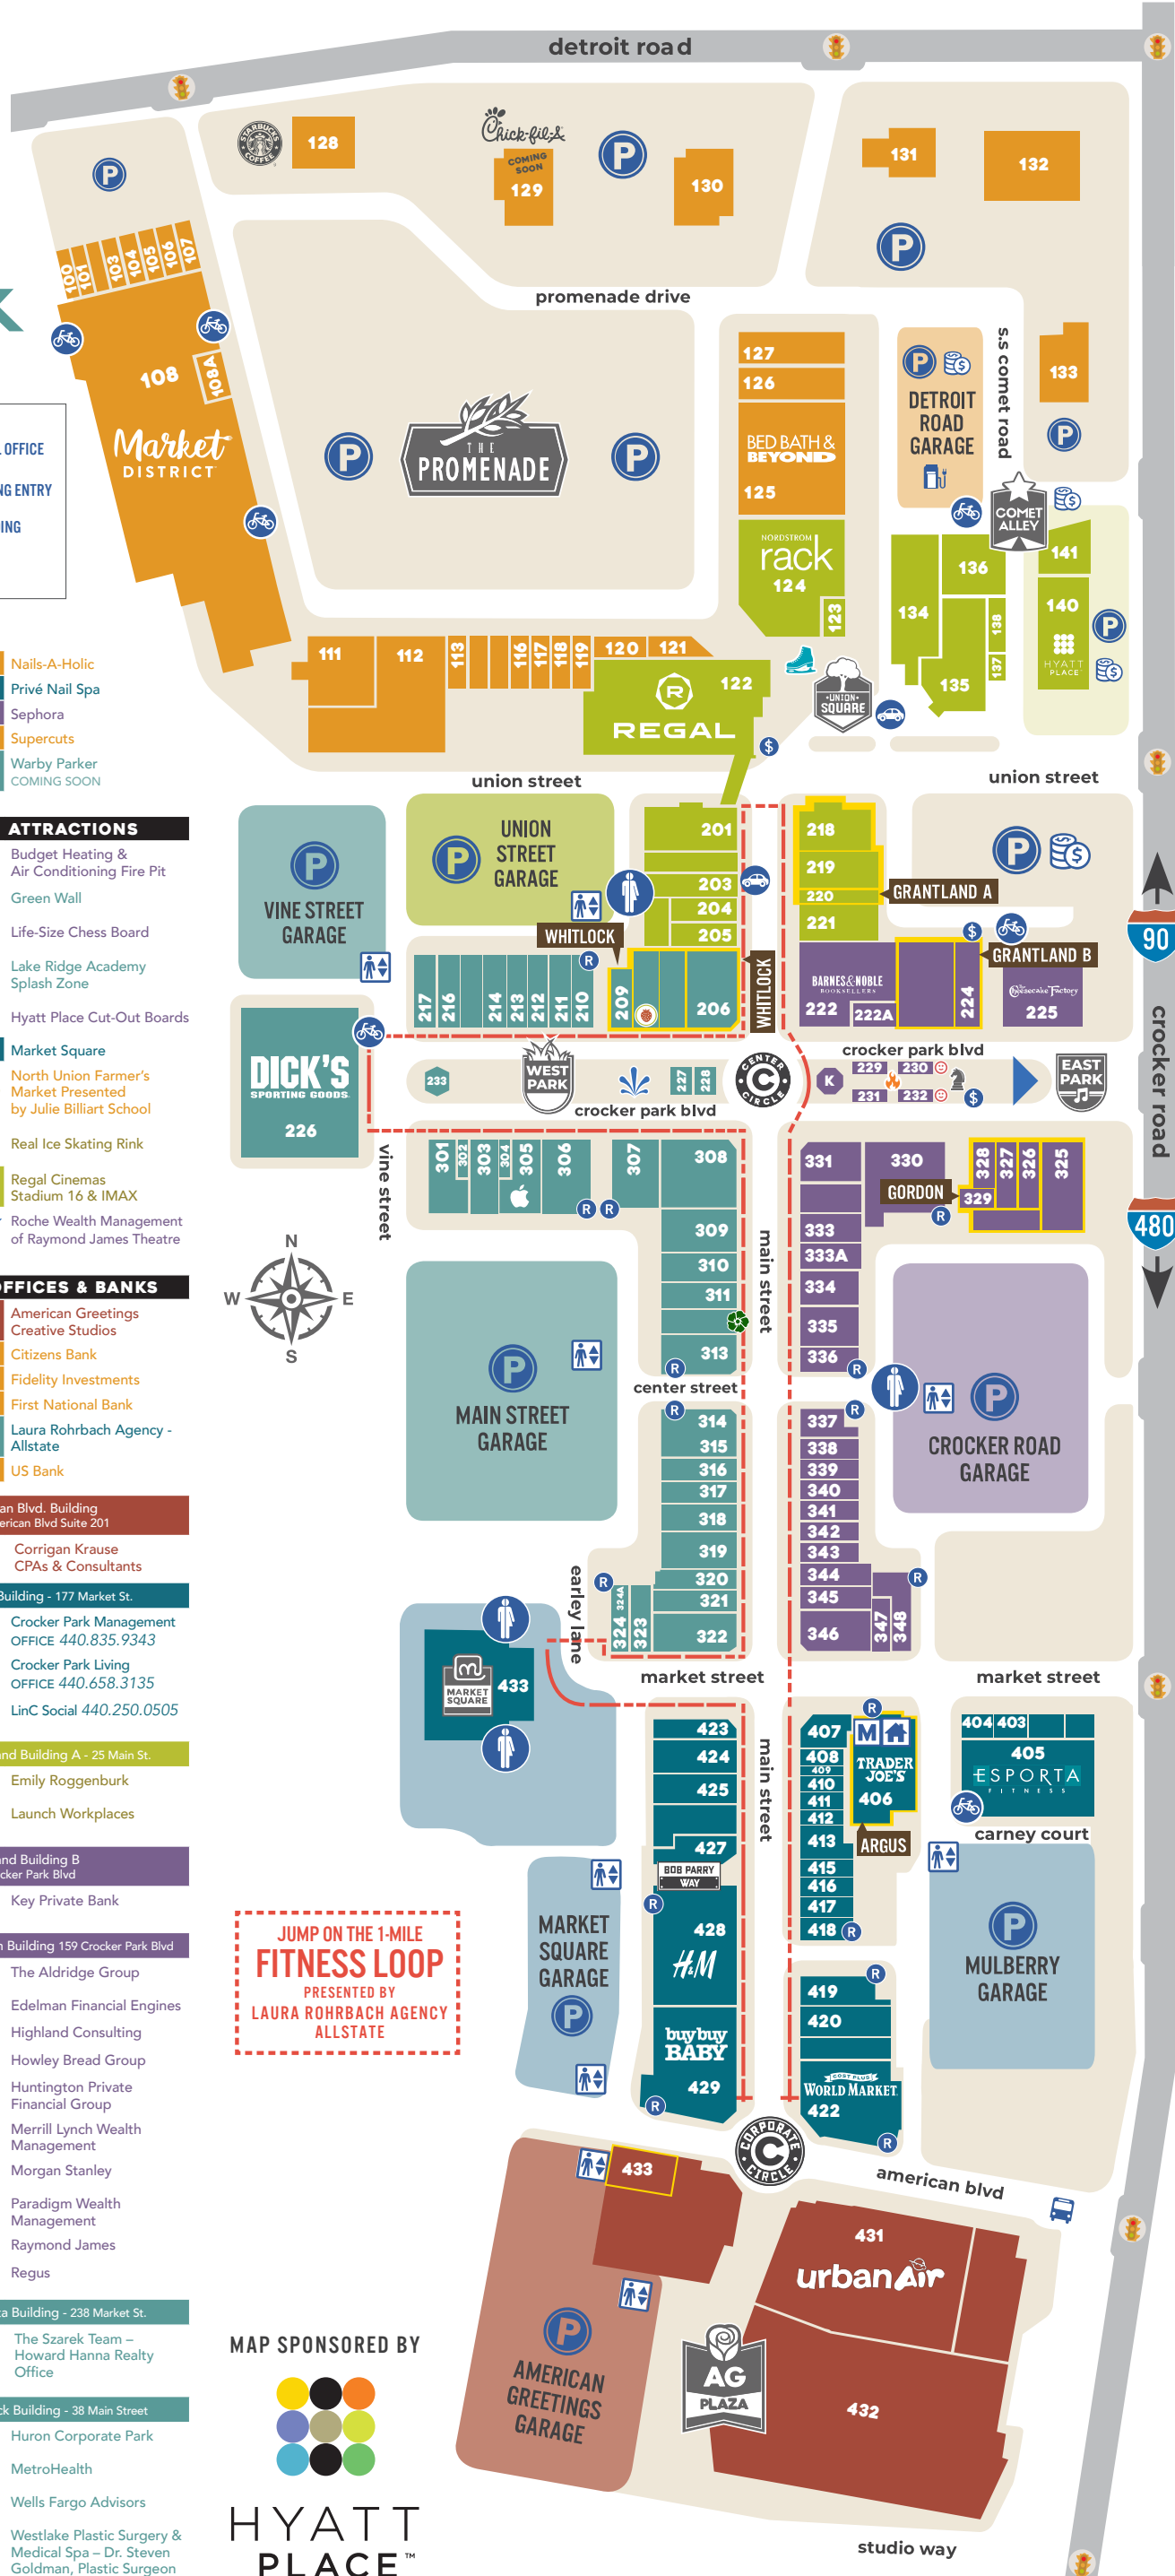 detroit road
STARBUCKS
COFFEE
128
Chick-fil-A
COMING
SOON
129
130
131
132
100
101
103
104
105
106
107
promenade drive
108
108A
Market
DISTRICT
K
OFFICE
NG ENTRY
ING
THE
PROMENADE
127
126
BED BATH &
BEYOND
125
NORDSTROM
rack
124
123
DETROIT
ROAD
GARAGE
s.s comet road
133
COMET
ALLEY
141
136
134
138
137
135
140
HYATT
PLACE
111
112
113
116
117
118
119
120
121
122
REGAL
UNION
SQUARE
union street
union street
Nails-A-Holic
Privé Nail Spa
Sephora
Supercuts
Warby Parker
COMING SOON
ATTRACTIONS
Budget Heating &
Air Conditioning Fire Pit
Green Wall
Life-Size Chess Board
Lake Ridge Academy
Splash Zone
Hyatt Place Cut-Out Boards
Market Square
North Union Farmer's
Market Presented
by Julie Billiart School
Real Ice Skating Rink
Regal Cinemas
Stadium 16 & IMAX
Roche Wealth Management
of Raymond James Theatre
OFFICES & BANKS
American Greetings
Creative Studios
Citizens Bank
Fidelity Investments
First National Bank
Laura Rohrbach Agency -
Allstate
US Bank
an Blvd. Building
erican Blvd Suite 201
Corrigan Krause
CPAs & Consultants
Building - 177 Market St.
Crocker Park Management
OFFICE 440.835.9343
Crocker Park Living
OFFICE 440.658.3135
LinC Social 440.250.0505
nd Building A - 25 Main St.
Emily Roggenburk
Launch Workplaces
nd Building B
cker Park Blvd
Key Private Bank
n Building 159 Crocker Park Blvd
The Aldridge Group
Edelman Financial Engines
Highland Consulting
Howley Bread Group
Huntington Private
Financial Group
Merrill Lynch Wealth
Management
Morgan Stanley
Paradigm Wealth
Management
Raymond James
Regus
a Building - 238 Market St.
The Szarek Team –
Howard Hanna Realty
Office
ck Building - 38 Main Street
Huron Corporate Park
MetroHealth
Wells Fargo Advisors
Westlake Plastic Surgery &
Medical Spa – Dr. Steven
Goldman, Plastic Surgeon
VINE STREET
GARAGE
UNION
STREET
GARAGE
201
203
204
205
WHITLOCK
WHITLOCK
218
219
220
221
GRANTLAND A
GRANTLAND B
90
217
216
214
213
212
211
210
209
206
BARNES & NOBLE
BOOKSELLERS
222
222A
224
The Cheesecake Factory
225
DICK'S
SPORTING GOODS
226
233
WEST
PARK
227
228
CENTER
C
CIRCLE
crocker park blvd
crocker park blvd
K
229
230
231
232
EAST
PARK
crocker road
480
vine street
301
302
303
304
305
306
307
308
309
310
311
313
main street
331
330
333
333A
334
335
336
GORDON
328
327
326
325
329
N
W
E
S
MAIN STREET
GARAGE
center street
CROCKER ROAD
GARAGE
314
315
316
317
318
319
320
321
322
323
324
324A
337
338
339
340
341
342
343
344
345
346
347
348
earley lane
market street
market street
MARKET
SQUARE
433
423
424
425
427
BOB PARRY
WAY
428
H&M
buybuy
BABY
429
main street
407
408
409
410
411
412
413
415
416
417
418
M
TRADER
JOE'S
406
ARGUS
404
403
405
ESPORTA
FITNESS
carney court
MARKET
SQUARE
GARAGE
MULBERRY
GARAGE
419
420
COST PLUS
WORLD MARKET
422
JUMP ON THE 1-MILE
FITNESS LOOP
PRESENTED BY
LAURA ROHRBACH AGENCY
ALLSTATE
CORPORATE
C
CIRCLE
american blvd
433
431
urbanAir
432
AMERICAN
GREETINGS
GARAGE
AG
PLAZA
studio way
MAP SPONSORED BY
HYATT
PLACE™